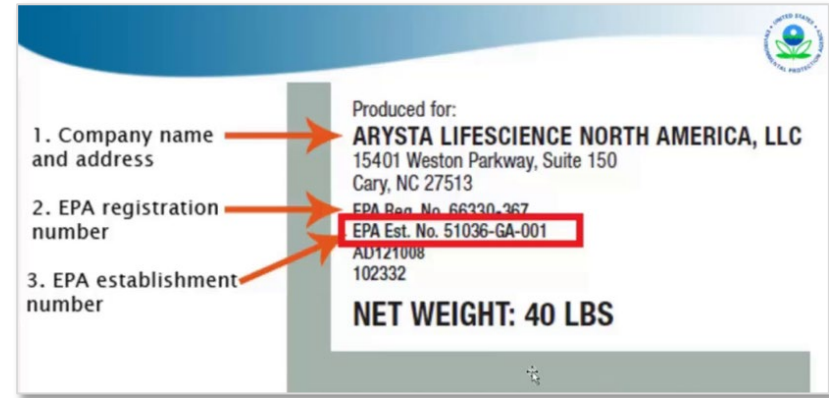 1. Company name
and address
2. EPA registration
number
3. EPA establishment
number
Produced for:
ARYSTA LIFESCIENCE NORTH AMERICA, LLC
15401 Weston Parkway, Suite 150
Cary, NC 27513
EPA Reg. No. 66330-367
EPA Est. No. 51036-GA-001
AD121008
102332
NET WEIGHT: 40 LBS